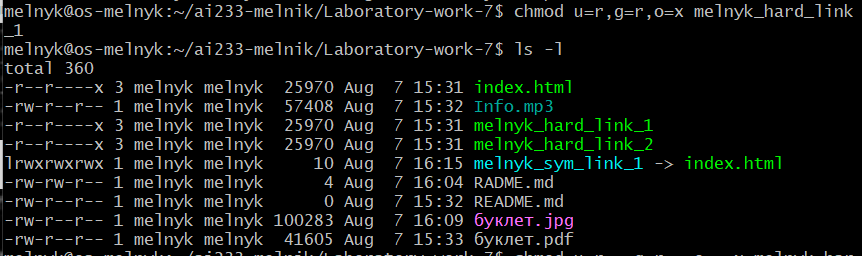 melnyk@os-melnyk:~/ai233-melnik/Laboratory-work-7$ chmod u=r,g=r,o=x melnyk_hard_link
_1
melnyk@os-melnyk:~/ai233-melnik/Laboratory-work-7$ ls -l
total 360
-r--r----x 3 melnyk melnyk  25970 Aug  7 15:31 index.html
-rw-r--r-- 1 melnyk melnyk  57408 Aug  7 15:32 Info.mp3
-r--r----x 3 melnyk melnyk  25970 Aug  7 15:31 melnyk_hard_link_1
-r--r----x 3 melnyk melnyk  25970 Aug  7 15:31 melnyk_hard_link_2
lrwxrwxrwx 1 melnyk melnyk     10 Aug  7 16:15 melnyk_sym_link_1 -> index.html
-rw-rw-r-- 1 melnyk melnyk      4 Aug  7 16:04 RADME.md
-rw-r--r-- 1 melnyk melnyk      0 Aug  7 15:32 README.md
-rw-rw-r-- 1 melnyk melnyk 100283 Aug  7 16:09 буклет.jpg
-rw-r--r-- 1 melnyk melnyk  41605 Aug  7 15:33 буклет.pdf